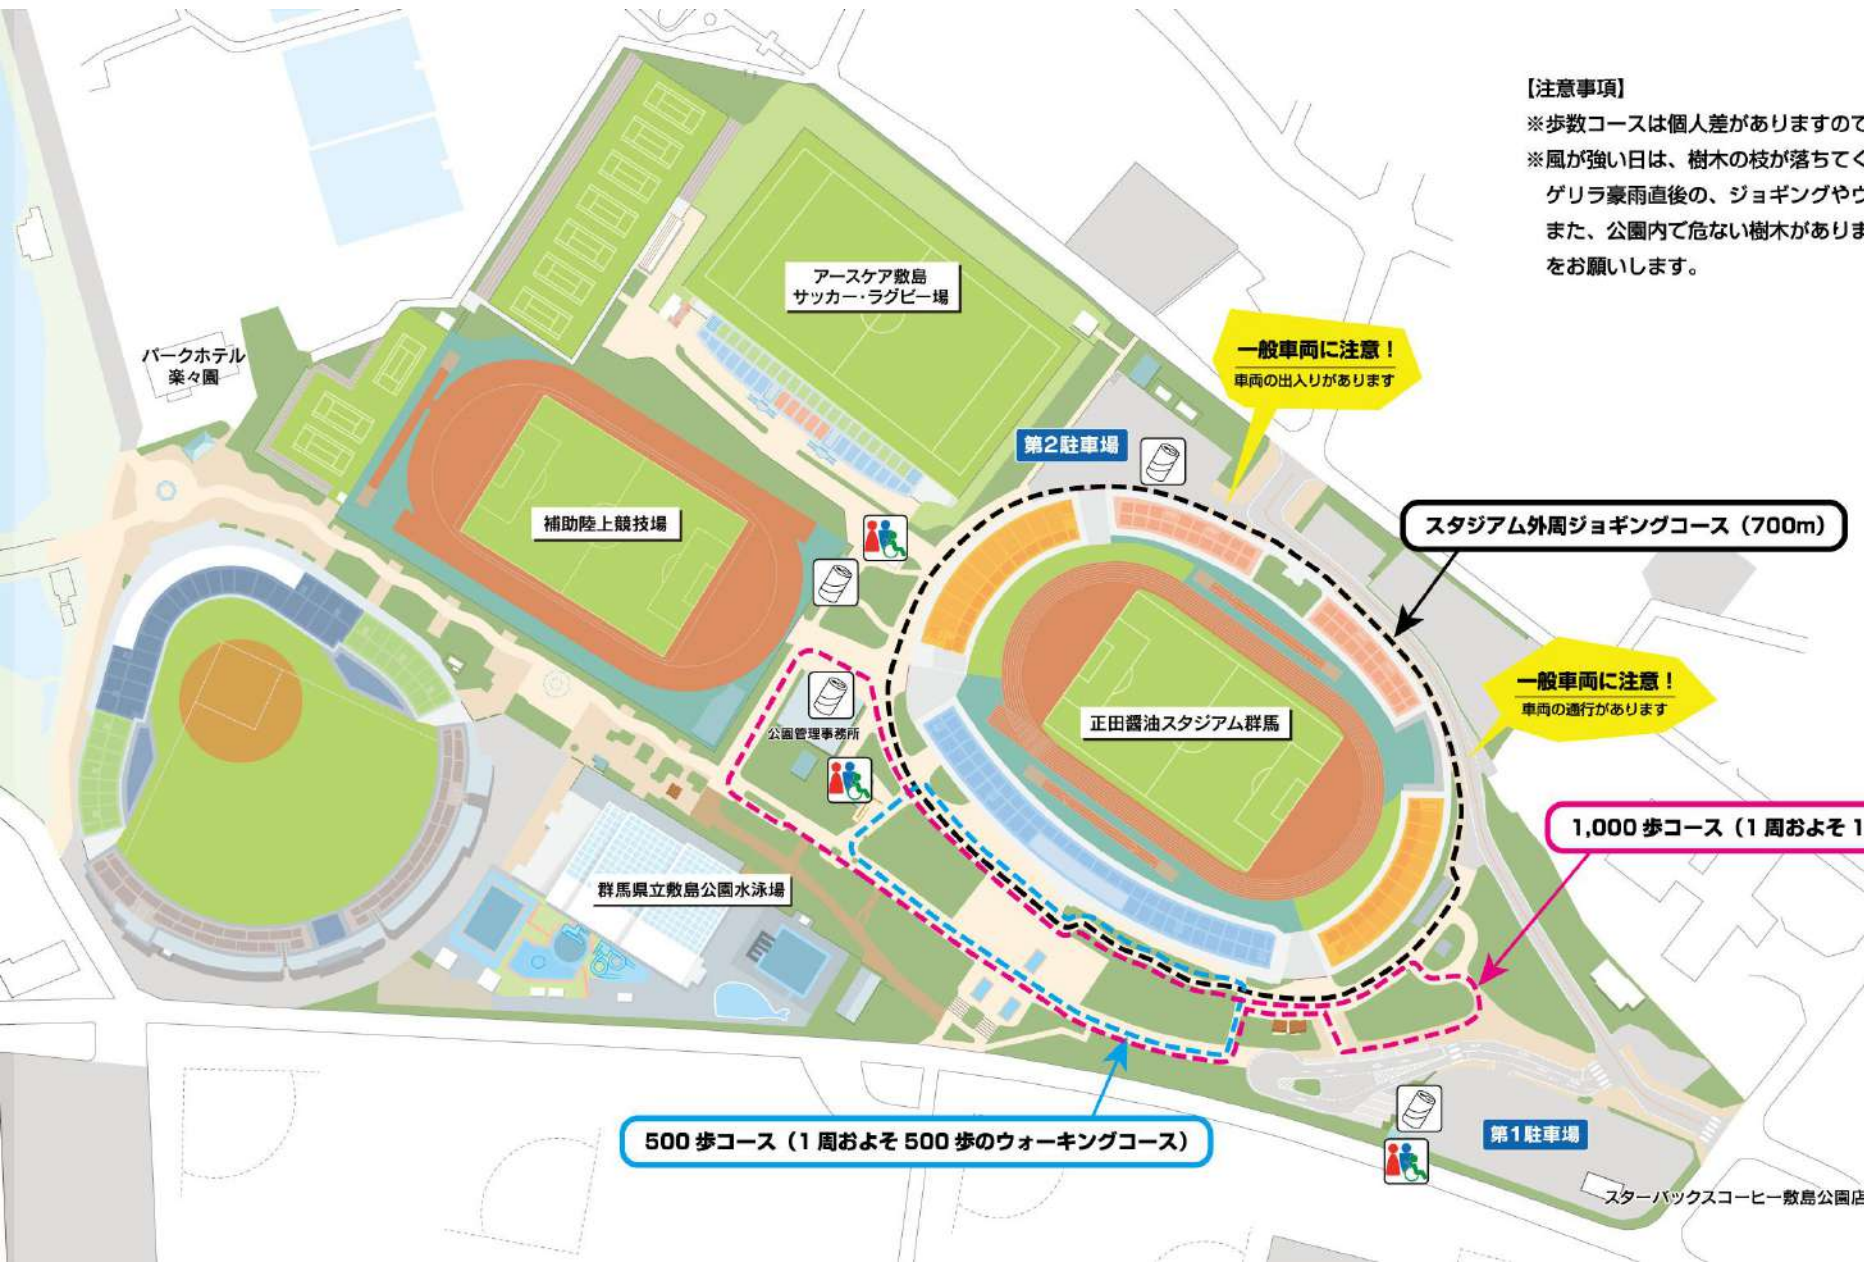 【注意事項】
※歩数コースは個人差がありますので
※風が強い日は、樹木の枝が落ちてく
ゲリラ豪雨直後の、ジョギングやウ
また、公園内で危ない樹木がありま
をお願いします。
アースケア敷島
サッカー・ラグビー場
一般車両に注意！
車両の出入りがあります
パークホテル
楽々園
第2駐車場
補助陸上競技場
スタジアム外周ジョギングコース（700m）
一般車両に注意！
車両の通行があります
正田醤油スタジアム群馬
公園管理事務所
1,000 歩コース（1 周およそ 1
群馬県立敷島公園水泳場
500 歩コース（1 周およそ 500 歩のウォーキングコース）
第1駐車場
スターバックスコーヒー敷島公園店